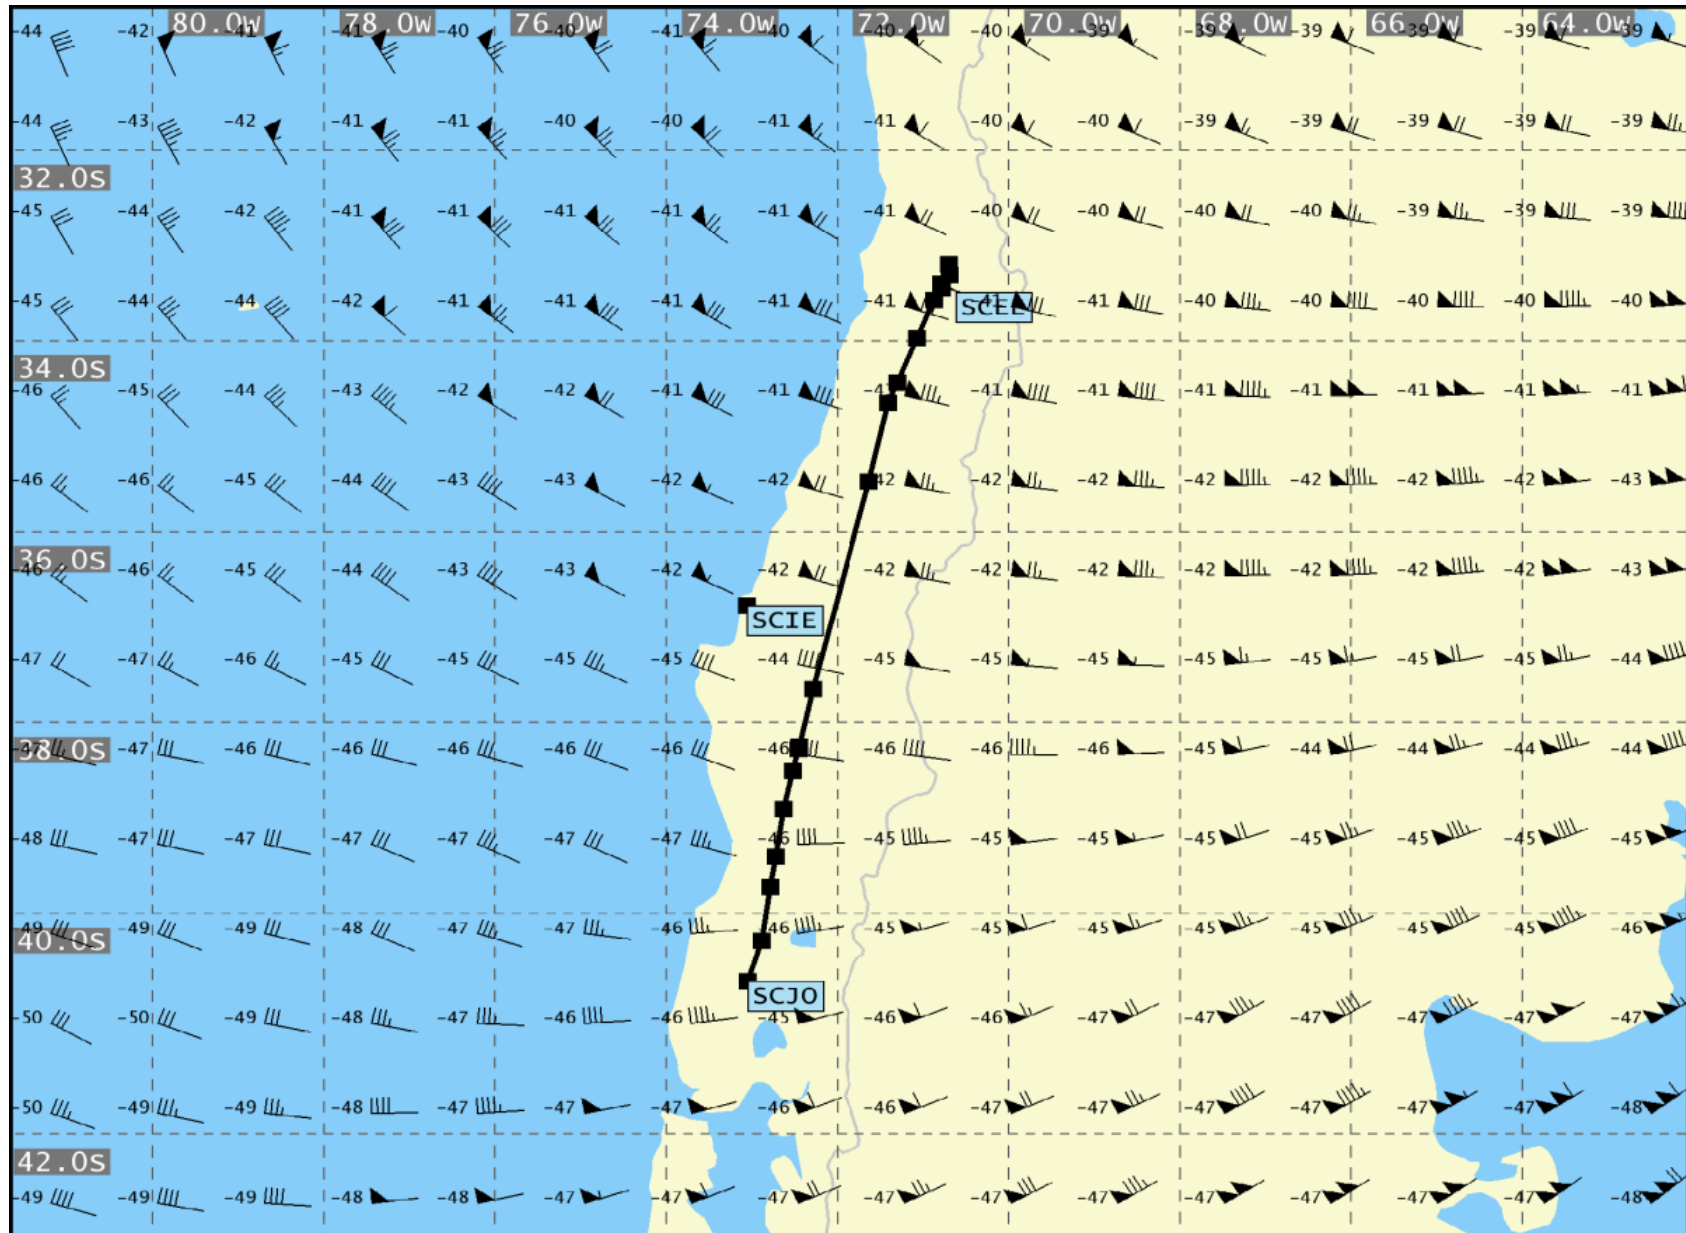 80.0W 78.0W 76.0W 74.0W 72.0W 70.0W 68.0W 66.0W 64.0W
-44 -42 -41 -41 -40 -40 -41 -40 -40 -40 -39 -39 -39 -39 -39 -39
-44 -43 -42 -41 -41 -40 -40 -41 -41 -40 -40 -39 -39 -39 -39 -39
32.0S
-45 -44 -42 -41 -41 -41 -41 -41 -41 -40 -40 -40 -40 -39 -39 -39
-45 -44 -44 -42 -41 -41 -41 -41 -41 SCEL -41 -41 -40 -40 -40 -40 -40
34.0S
-46 -45 -44 -43 -42 -42 -41 -41 -41 -41 -41 -41 -41 -41 -41
-46 -46 -45 -44 -43 -43 -42 -42 -42 -42 -42 -42 -42 -42 -42 -43
36.0S
-46 -46 -45 -44 -43 -43 -42 -42 -42 -42 -42 -42 -42 -42 -42 -43
SCIE
-47 -47 -46 -45 -45 -45 -45 -44 -45 -45 -45 -45 -45 -45 -45 -44
38.0S
-47 -47 -46 -46 -46 -46 -46 -46 -46 -46 -46 -45 -44 -44 -44 -44
-48 -47 -47 -47 -47 -47 -47 -46 -45 -45 -45 -45 -45 -45 -45 -45
-49 -49 -49 -48 -47 -47 -46 -46 -45 -45 -45 -45 -45 -45 -45 -46
40.0S
SCJO
-50 -50 -49 -48 -47 -46 -46 -45 -46 -46 -47 -47 -47 -47 -47 -47
-50 -49 -49 -48 -47 -47 -47 -46 -46 -47 -47 -47 -47 -47 -47 -48
42.0S
-49 -49 -49 -48 -48 -47 -47 -47 -47 -47 -47 -47 -47 -47 -47 -48